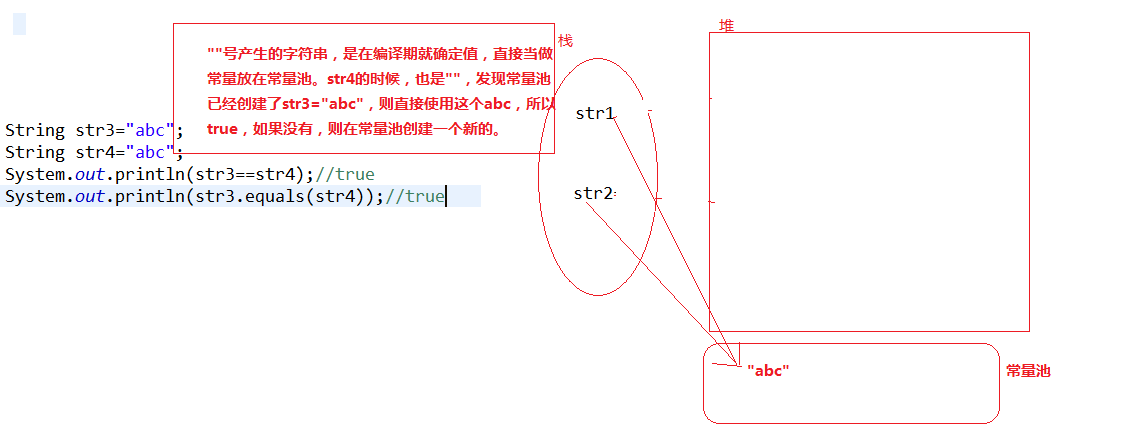 ""号产生的字符串，是在编译期就确定值，直接当做
常量放在常量池。str4的时候，也是""，发现常量池
已经创建了str3="abc"，则直接使用这个abc，所以
true，如果没有，则在常量池创建一个新的。
String str3="abc";
String str4="abc";
System.out.println(str3==str4);//true
System.out.println(str3.equals(str4));//true
栈
str1
str2
堆
"abc"
常量池